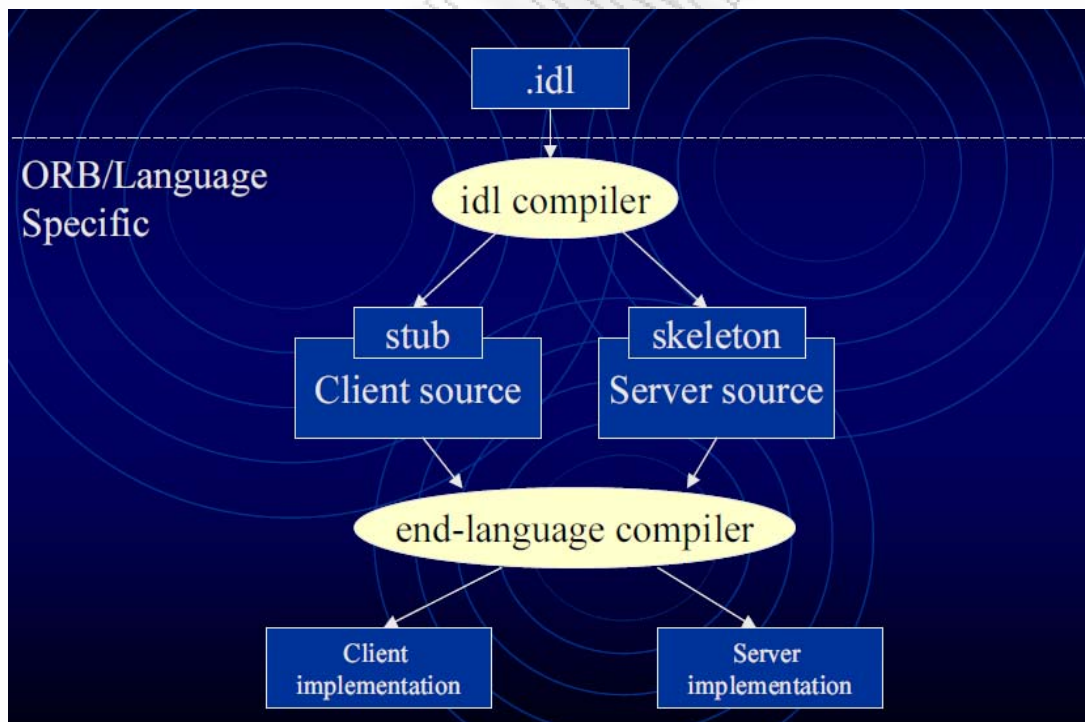 .idl
ORB/Language
Specific
idl compiler
stub
skeleton
Client source
Server source
end-language compiler
Client
implementation
Server
implementation